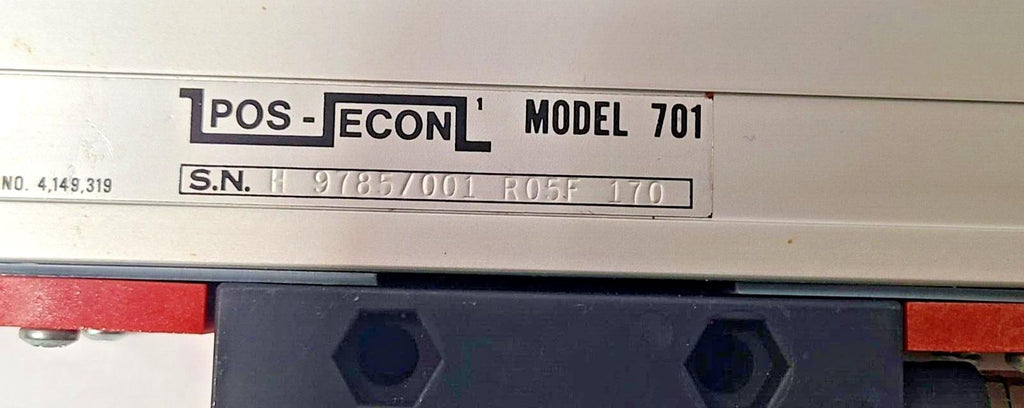 POS-ECON 1 MODEL 701
NO. 4,149,319
S.N. H 9785/001 R05F 170